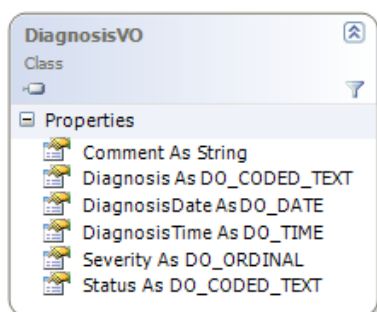 DiagnosisVO
Class
Properties
Comment As String
Diagnosis As DO_CODED_TEXT
DiagnosisDate As DO_DATE
DiagnosisTime As DO_TIME
Severity As DO_ORDINAL
Status As DO_CODED_TEXT